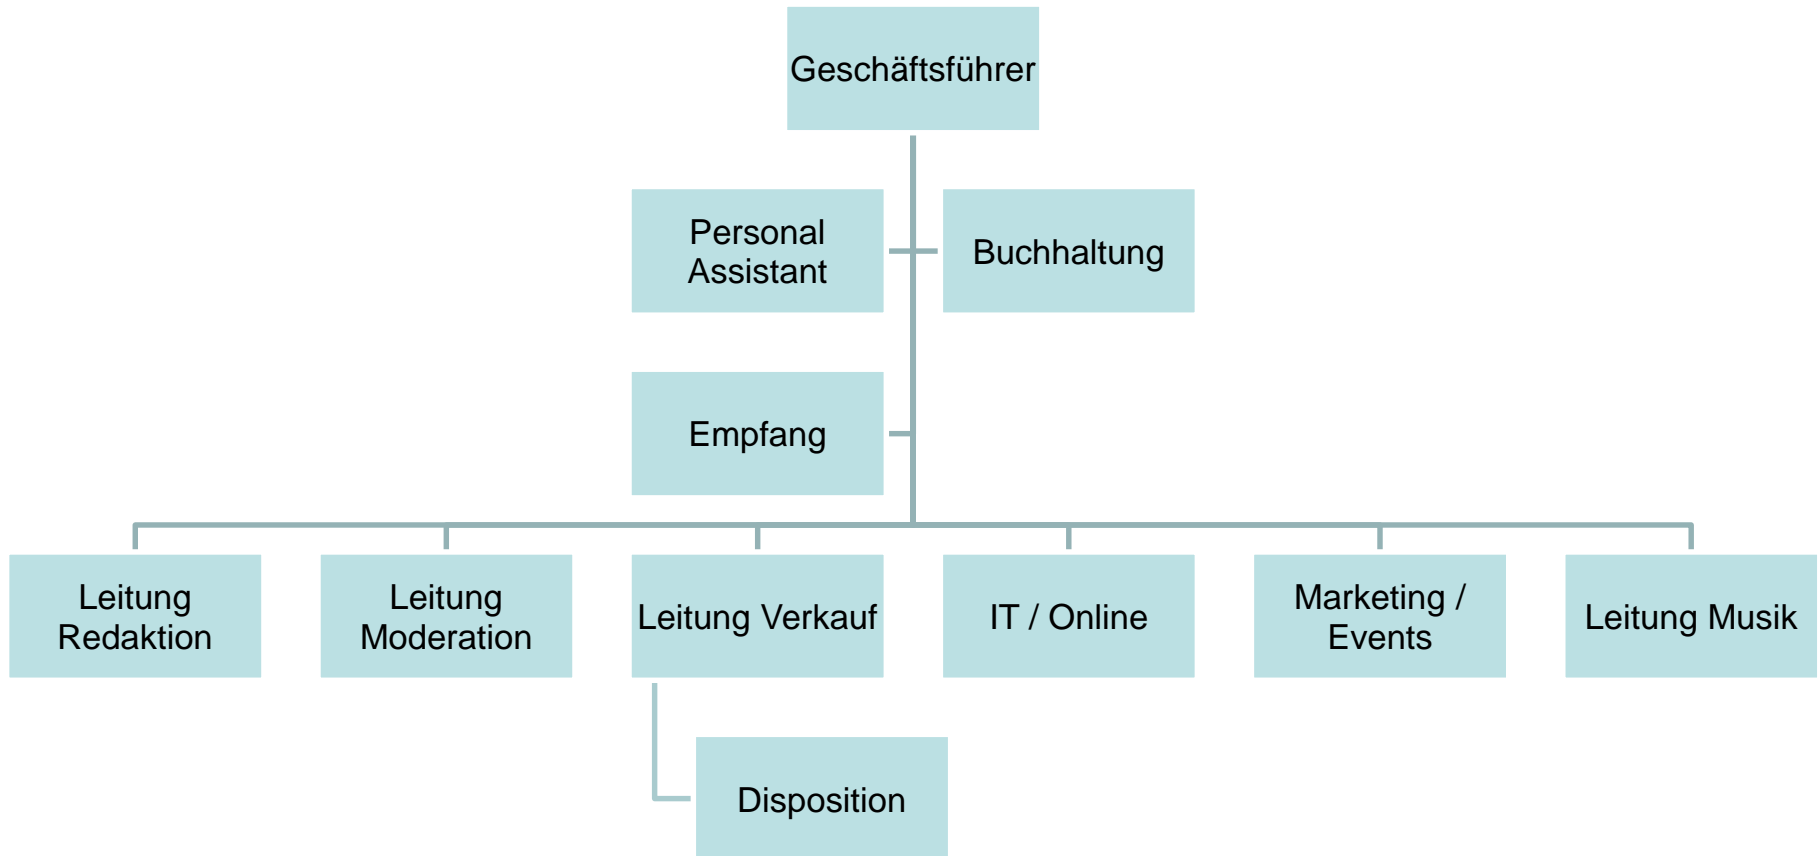 Geschäftsführer
Personal
Assistant
Buchhaltung
Empfang
Leitung
Redaktion
Leitung
Moderation
Leitung Verkauf
IT / Online
Marketing /
Events
Leitung Musik
Disposition